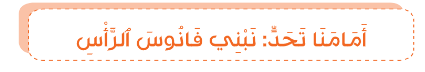 أَمَامَنَا تَحَدٍّ: نَبْنِي فَانُوسَ ٱلرَّأْسِ